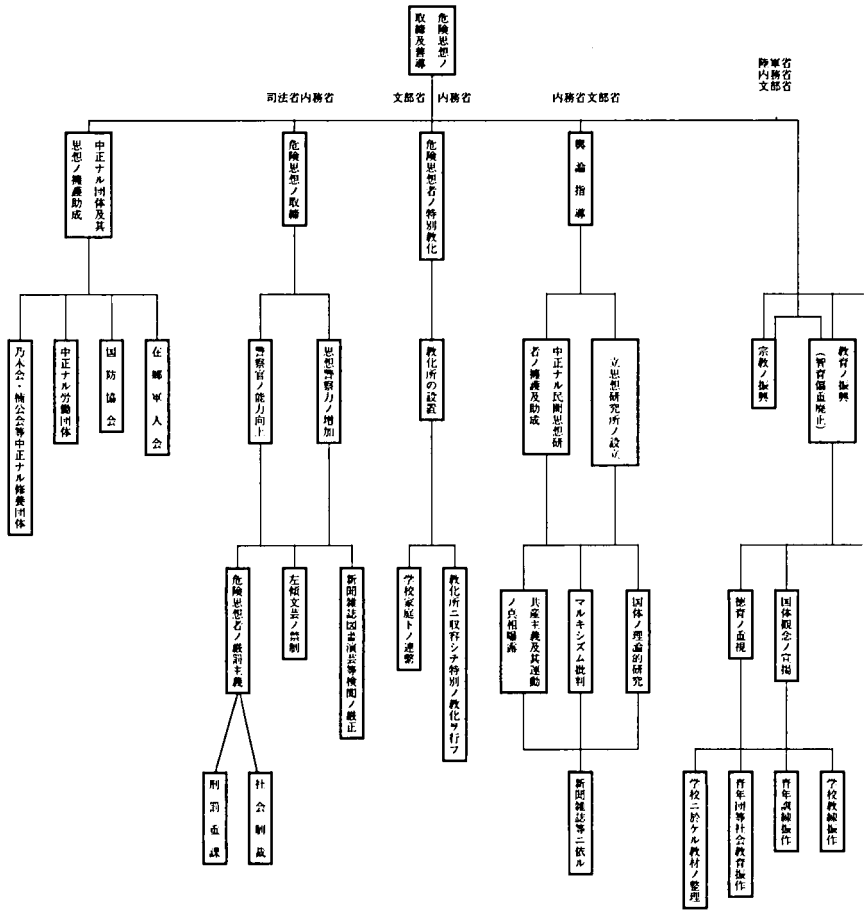 危険思想ノ
取締及善導
陸軍省
内務省
文部省
内務省文部省
文部省
内務省
司法省内務省
教育ノ振興
(智育偏重廃止)
宗教ノ振興
輿論指導
危険思想者ノ特別教化
危険思想ノ取締
中正ナル団体及其
思想ノ擁護助成
立思想研究所ノ設立
中正ナル民間思想研
者ノ擁護及助成
教化所の設置
思想警察力ノ増加
警察官ノ能力向上
在郷軍人会
国防協会
中正ナル労働団体
乃木会・楠公会等中正ナル修養団体
国体観念ノ宣揚
徳育ノ重視
国体ノ理論的研究
マルキシズム批判
共産主義及其運動
ノ真相曝露
教化所ニ収容シテ特別ノ教化ヲ行フ
学校家庭トノ連繋
新聞雑誌図書演芸等検閲ノ厳正
左傾文芸ノ禁制
危険思想者ノ厳罰主義
学校教練振作
青年訓練振作
青年団等社会教育振作
学校ニ於ケル教材ノ整理
新聞雑誌等ニ依ル
社会制裁
刑罰重課